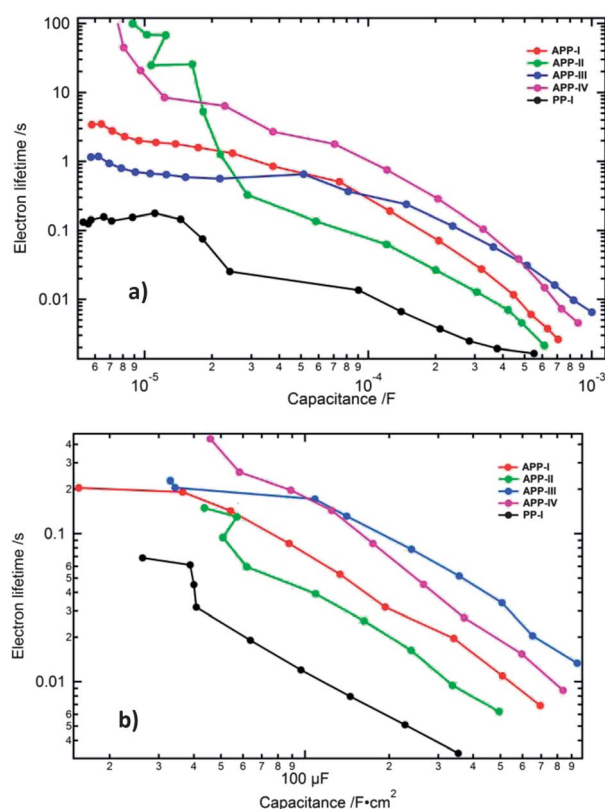 100
10
1
0.1
0.01
Electron lifetime /s
APP-I
APP-II
APP-III
APP-IV
PP-I
a)
6 7 8 9 2 3 4 5 6 7 8 9 2 3 4 5 6 7 8 9
10-5 10-4 10-3
Capacitance /F
4
3
2
0.1
6
5
4
3
2
0.01
6
5
4
3
Electron lifetime /s
APP-I
APP-II
APP-III
APP-IV
PP-I
b)
2 3 4 5 6 7 8 9 2 3 4 5 6 7 8 9
100 µF
Capacitance /F•cm2